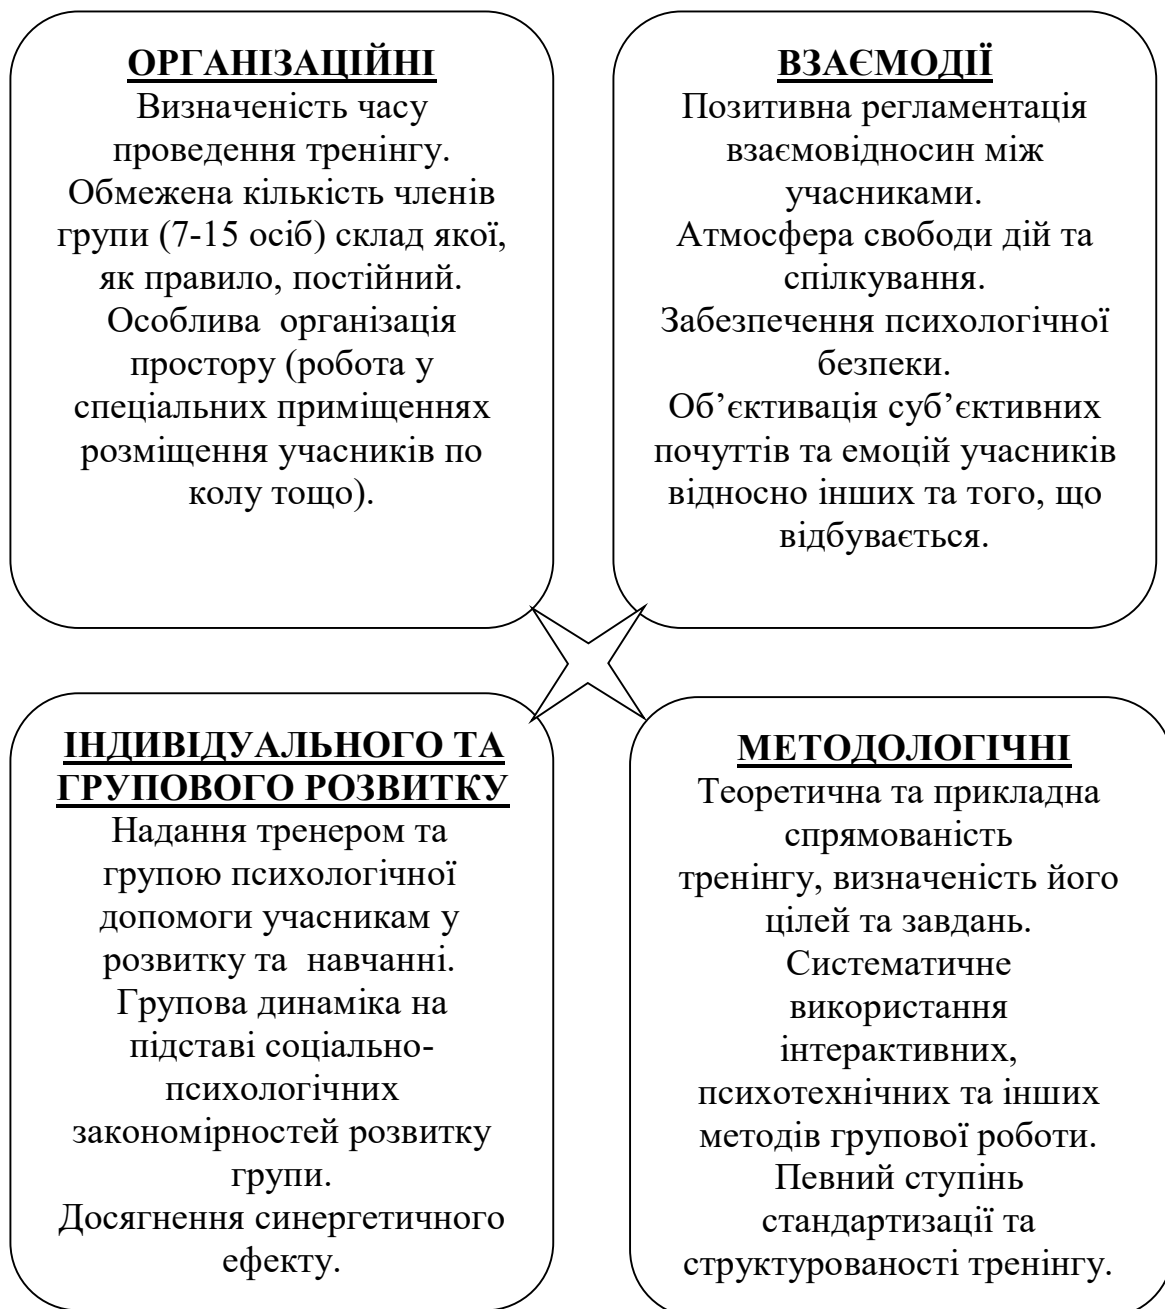 ОРГАНІЗАЦІЙНІ
Визначеність часу
проведення тренінгу.
Обмежена кількість членів
групи (7-15 осіб) склад якої,
як правило, постійний.
Особлива  організація
простору (робота у
спеціальних приміщеннях
розміщення учасників по
колу тощо).
ВЗАЄМОДІЇ
Позитивна регламентація
взаємовідносин між
учасниками.
Атмосфера свободи дій та
спілкування.
Забезпечення психологічної
безпеки.
Об’єктивація суб’єктивних
почуттів та емоцій учасників
відносно інших та того, що
відбувається.
ІНДИВІДУАЛЬНОГО ТА
ГРУПОВОГО РОЗВИТКУ
Надання тренером та
групою психологічної
допомоги учасникам у
розвитку та  навчанні.
Групова динаміка на
підставі соціально-
психологічних
закономірностей розвитку
групи.
Досягнення синергетичного
ефекту.
МЕТОДОЛОГІЧНІ
Теоретична та прикладна
спрямованість
тренінгу, визначеність його
цілей та завдань.
Систематичне
використання
інтерактивних,
психотехнічних та інших
методів групової роботи.
Певний ступінь
стандартизації та
структурованості тренінгу.